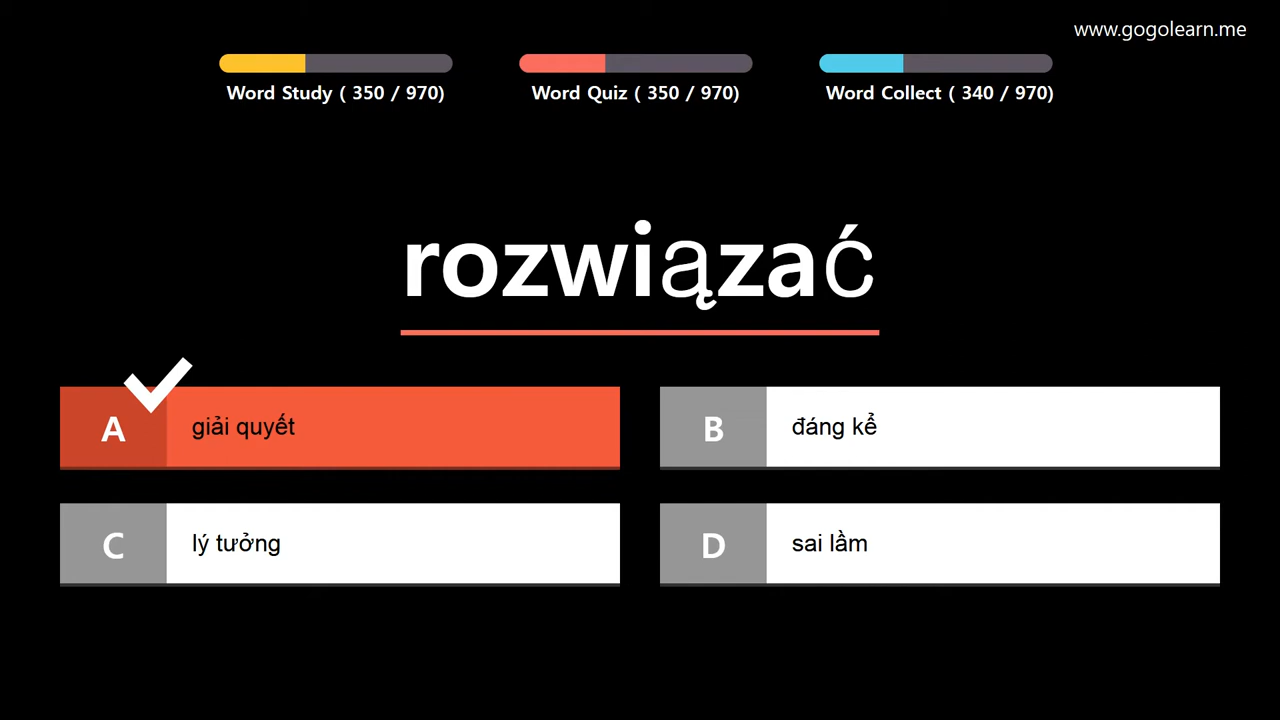 www.gogolearn.me
Word Study ( 350 / 970)
Word Quiz ( 350 / 970)
Word Collect ( 340 / 970)
rozwiązać
A
giải quyết
B
đáng kể
C
lý tưởng
D
sai lầm